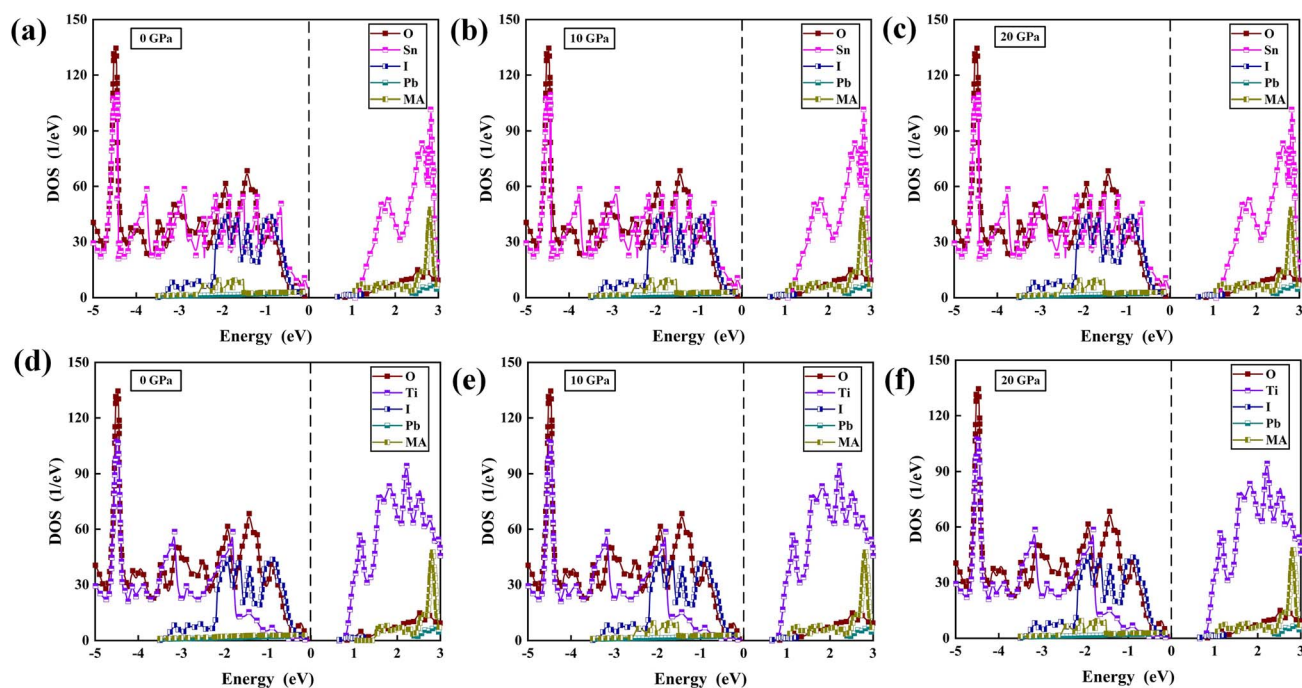 (a)
0 GPa
O
Sn
I
Pb
MA
DOS (1/eV)
150
120
90
60
30
0
-5 -4 -3 -2 -1 0 1 2 3
Energy (eV)
(b)
10 GPa
O
Sn
I
Pb
MA
DOS (1/eV)
150
120
90
60
30
0
-5 -4 -3 -2 -1 0 1 2 3
Energy (eV)
(c)
20 GPa
O
Sn
I
Pb
MA
DOS (1/eV)
150
120
90
60
30
0
-5 -4 -3 -2 -1 0 1 2 3
Energy (eV)
(d)
0 GPa
O
Ti
I
Pb
MA
DOS (1/eV)
150
120
90
60
30
0
-5 -4 -3 -2 -1 0 1 2 3
Energy (eV)
(e)
10 GPa
O
Ti
I
Pb
MA
DOS (1/eV)
150
120
90
60
30
0
-5 -4 -3 -2 -1 0 1 2 3
Energy (eV)
(f)
20 GPa
O
Ti
I
Pb
MA
DOS (1/eV)
150
120
90
60
30
0
-5 -4 -3 -2 -1 0 1 2 3
Energy (eV)